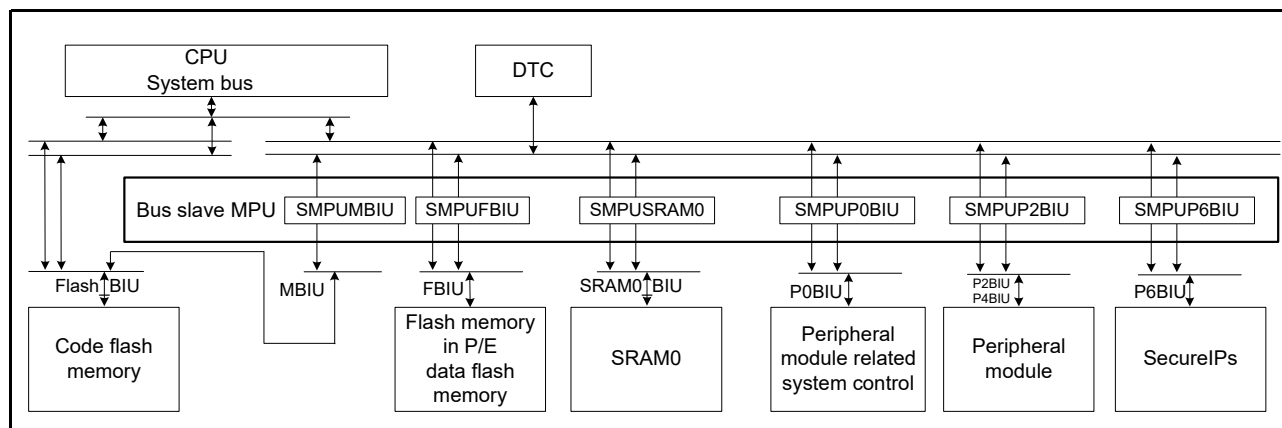 CPU
System bus
DTC
Bus slave MPU
SMPUMBIU
SMPUFBIU
SMPUSRAM0
SMPUP0BIU
SMPUP2BIU
SMPUP6BIU
Flash BIU
MBIU
FBIU
SRAM0 BIU
P0BIU
P2BIU
P4BIU
P6BIU
Code flash
memory
Flash memory
in P/E
data flash
memory
SRAM0
Peripheral
module related
system control
Peripheral
module
SecureIPs